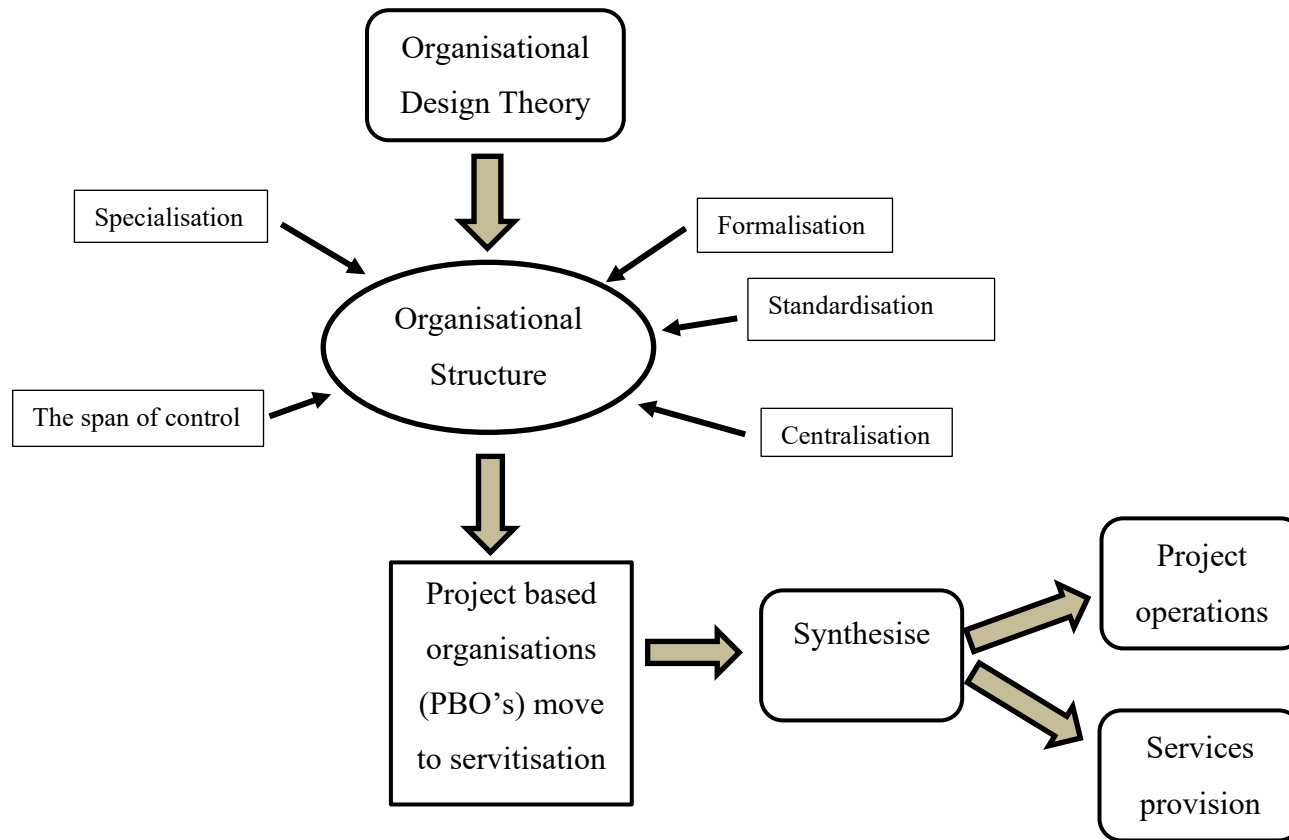 Organisational
Design Theory
Specialisation
Formalisation
Standardisation
Organisational
Structure
The span of control
Centralisation
Project based
organisations
(PBO’s) move
to servitisation
Synthesise
Project
operations
Services
provision